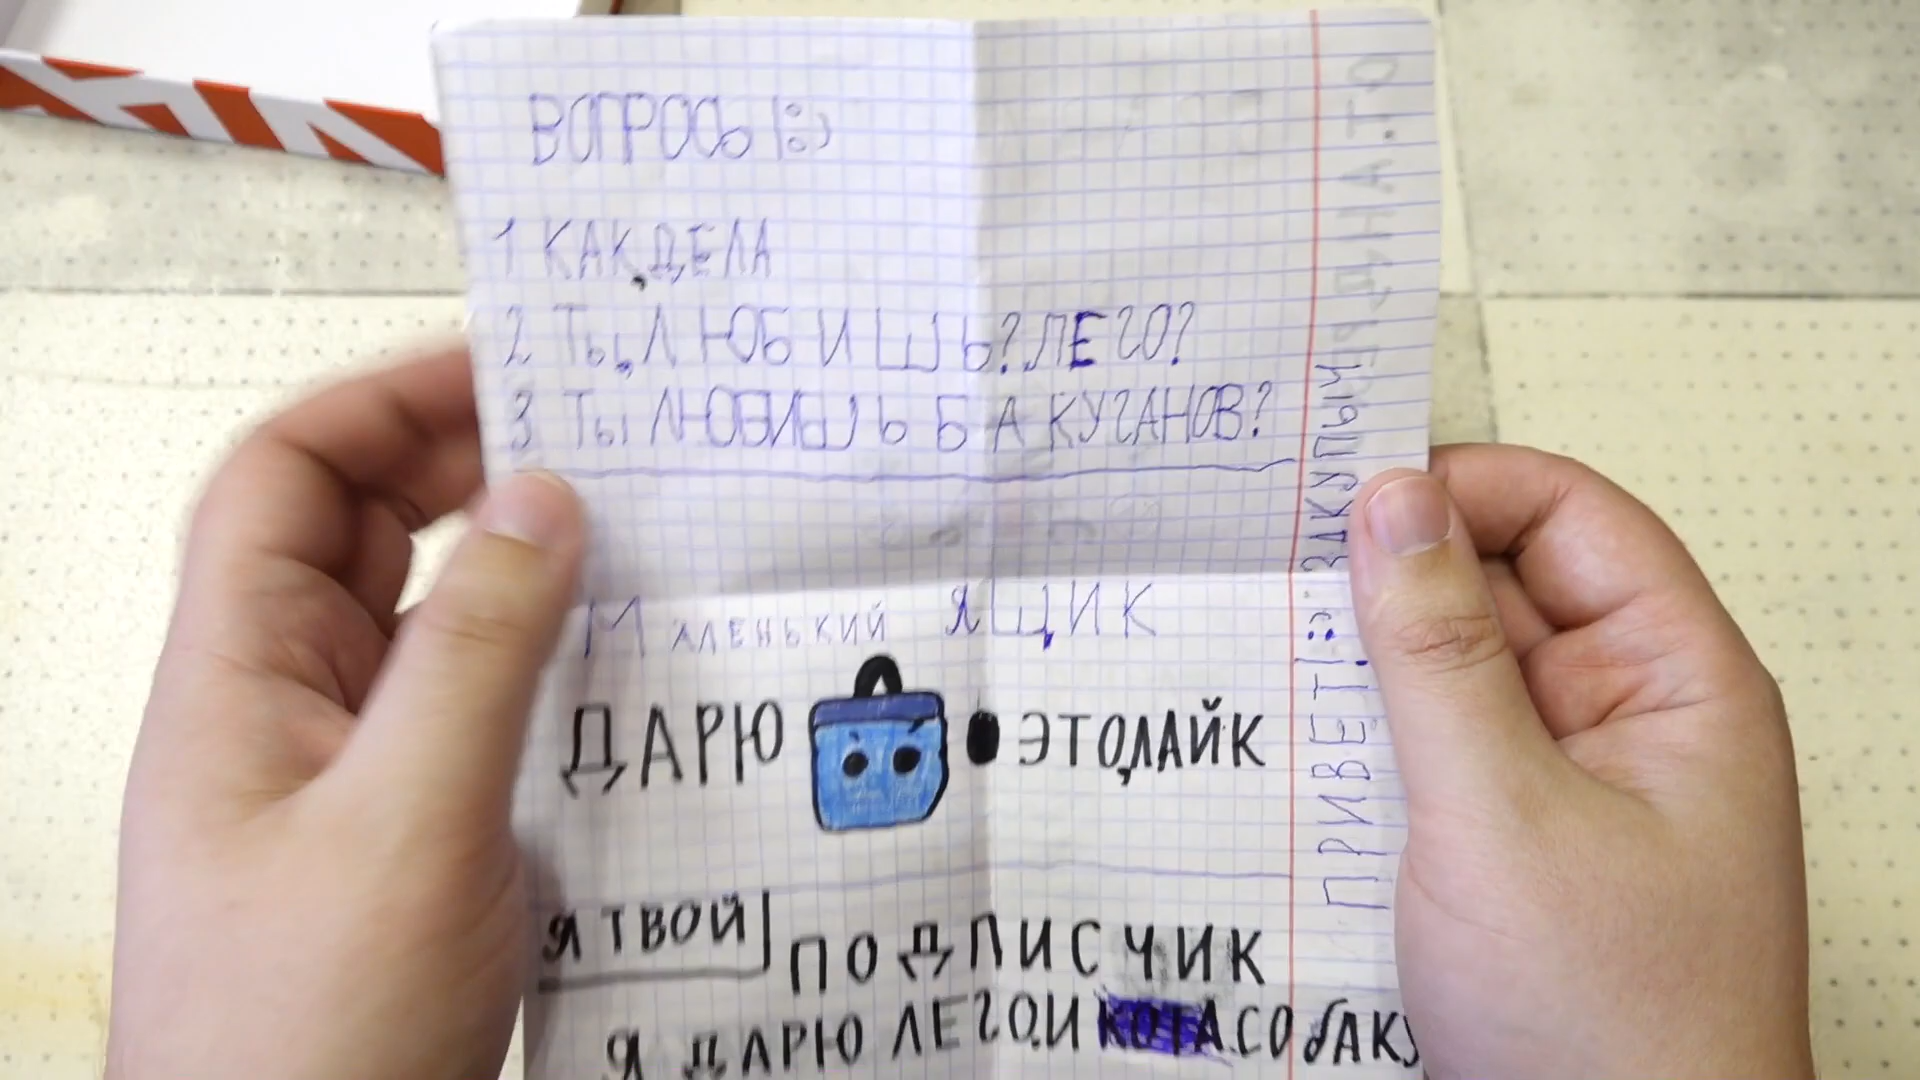 ВОПРОСЬ |:)
1 КАК,ДЕЛА
2 ТЫ,ЛЮБИШЬ?ЛЕГО?
3 ТЫ ЛЮБИШЬ БАКУГАНОВ?
Маленький ЯЩИК
ДАРЮ
ЭТО,ЛАЙК
Я ТВОЙ ПОДПИСЧИК
Я ДАРЮ ЛЕГО.И КОТА.СОБАКУ
ПРИВЕТ!:) ЗАКУПЫЧ